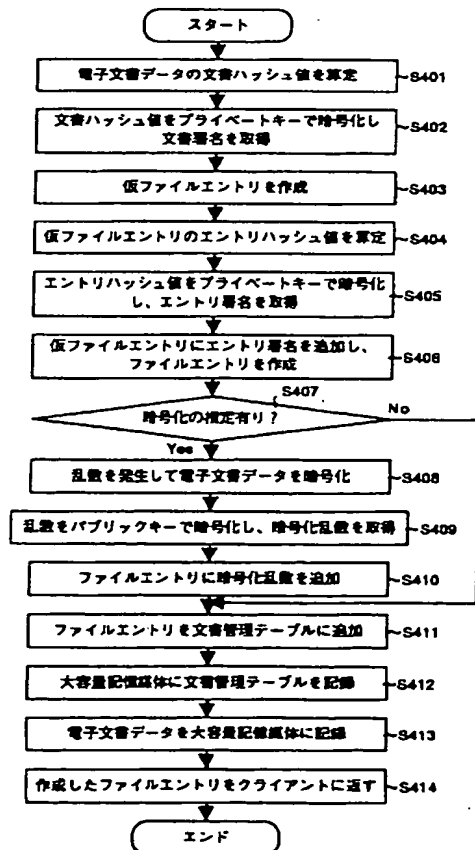 スタート
電子文書データの文書ハッシュ値を算定
S401
文書ハッシュ値をプライベートキーで暗号化し
文書署名を取得
S402
仮ファイルエントリを作成
S403
仮ファイルエントリのエントリハッシュ値を算定
S404
エントリハッシュ値をプライベートキーで暗号化
し、エントリ署名を取得
S405
仮ファイルエントリにエントリ署名を追加し、
ファイルエントリを作成
S406
S407
暗号化の指定有り?
No
Yes
乱数を発生して電子文書データを暗号化
S408
乱数をパブリックキーで暗号化し、暗号化乱数を取得
S409
ファイルエントリに暗号化乱数を追加
S410
ファイルエントリを文書管理テーブルに追加
S411
大容量記憶媒体に文書管理テーブルを記録
S412
電子文書データを大容量記憶媒体に記録
S413
作成したファイルエントリをクライアントに返す
S414
エンド